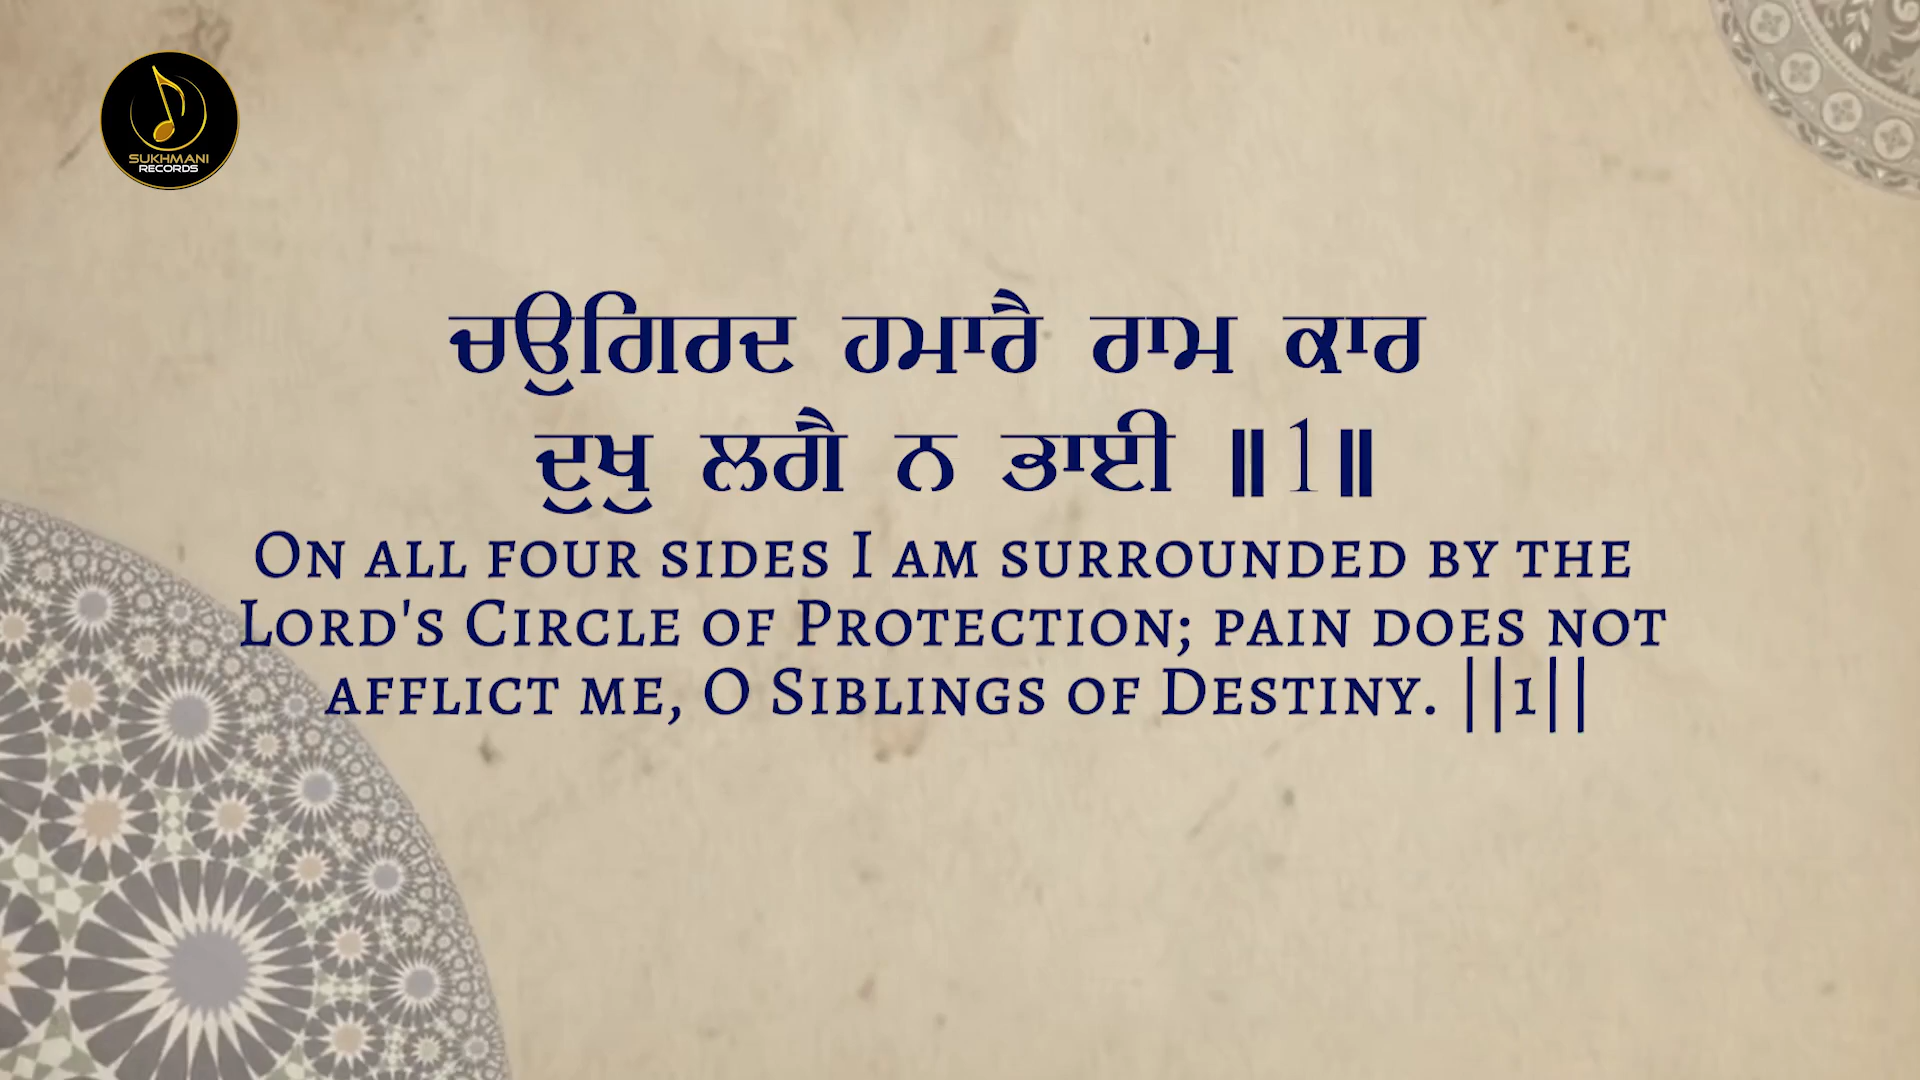 SUKHMANI
RECORDS
ਚਉਗਿਰਦ ਹਮਾਰੈ ਰਾਮ ਕਾਰ
ਦੁਖੁ ਲਗੈ ਨ ਭਾਈ ॥1॥
On all four sides I am surrounded by the
Lord's Circle of Protection; pain does not
afflict me, O Siblings of Destiny. ||1||